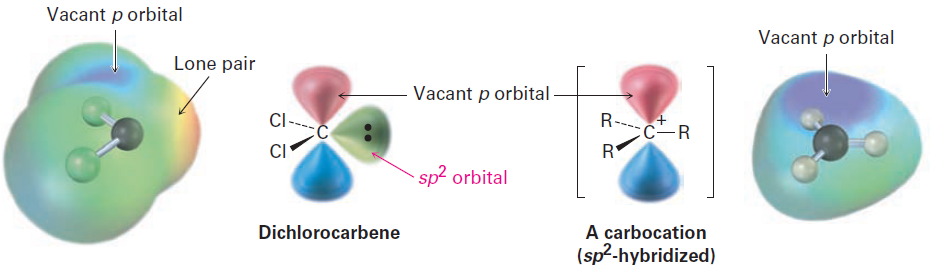 Vacant p orbital
Lone pair
Cl
C
Cl
sp2 orbital
Dichlorocarbene
Vacant p orbital
R
+
C—R
R
A carbocation
(sp2-hybridized)
Vacant p orbital